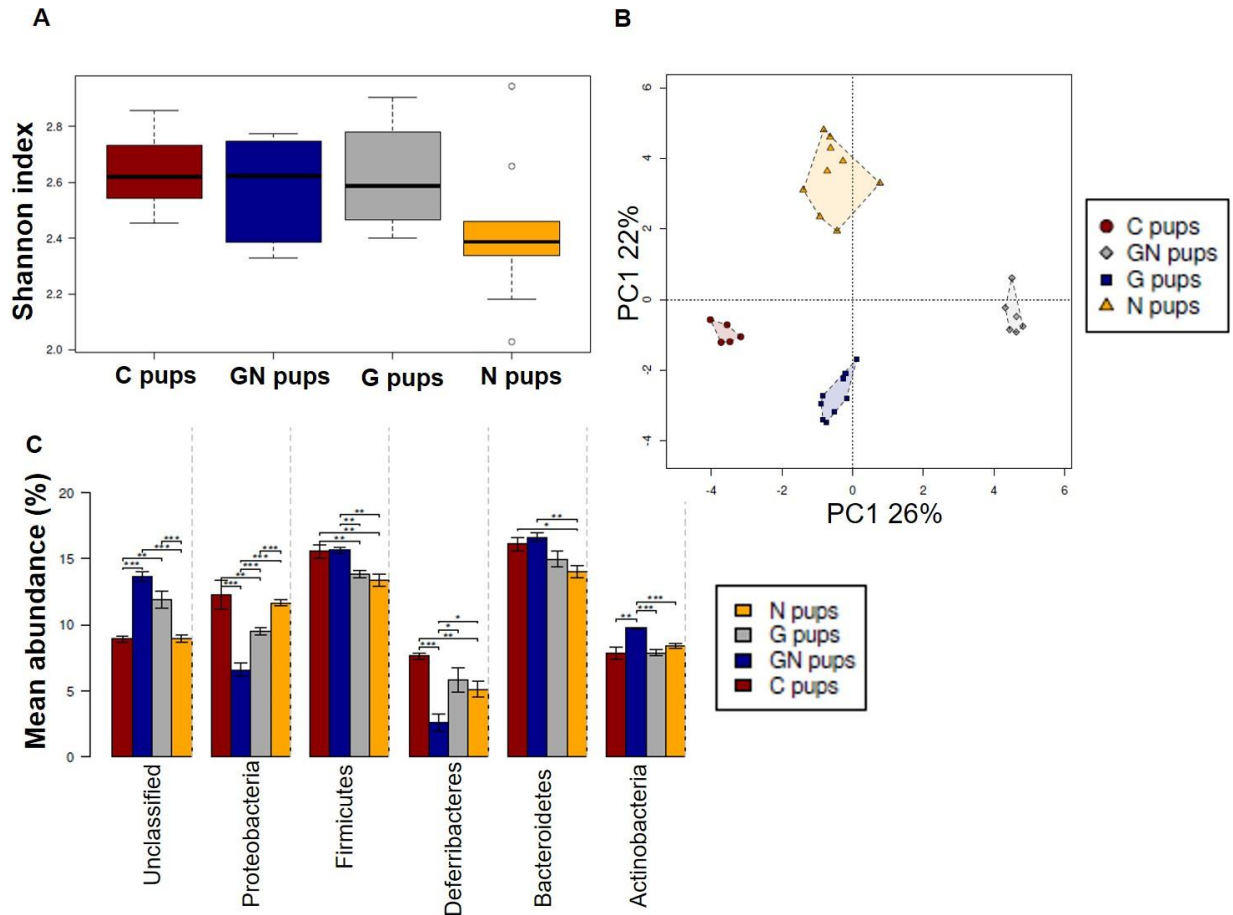 A
Shannon index
2.8
2.6
2.4
2.2
2.0
C pups
GN pups
G pups
N pups
B
PC1 22%
6
4
2
0
-2
-4
-4
-2
0
2
4
6
PC1 26%
C pups
GN pups
G pups
N pups
C
Mean abundance (%)
20
15
10
5
0
***
**
***
***
***
**
***
***
***
**
**
**
**
***
**
*
*
*
**
**
***
***
Unclassified
Proteobacteria
Firmicutes
Deferribacteres
Bacteroidetes
Actinobacteria
N pups
G pups
GN pups
C pups